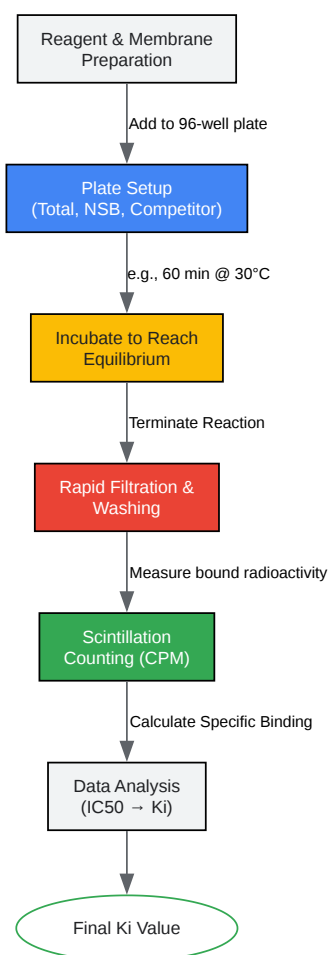 Reagent & Membrane
Preparation
Add to 96-well plate
Plate Setup
(Total, NSB, Competitor)
e.g., 60 min @ 30°C
Incubate to Reach
Equilibrium
Terminate Reaction
Rapid Filtration &
Washing
Measure bound radioactivity
Scintillation
Counting (CPM)
Calculate Specific Binding
Data Analysis
(IC50 → Ki)
Final Ki Value